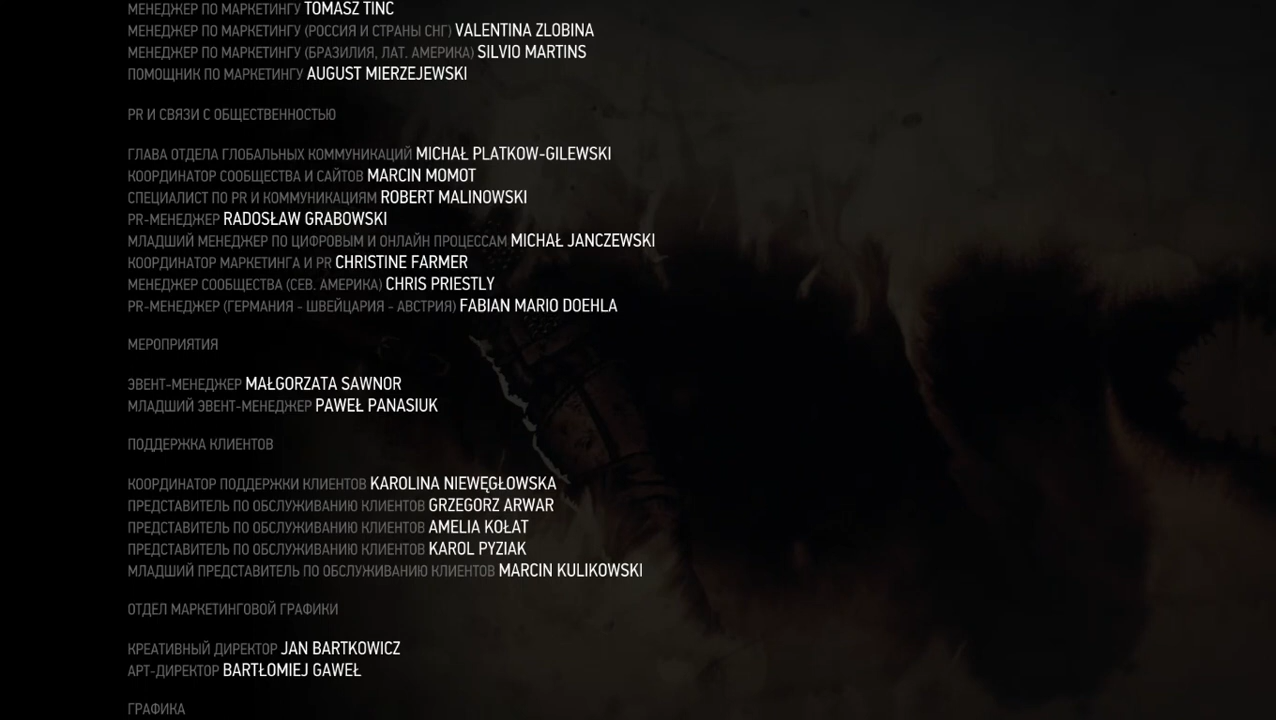 МЕНЕДЖЕР ПО МАРКЕТИНГУ TOMASZ TINC
МЕНЕДЖЕР ПО МАРКЕТИНГУ (РОССИЯ И СТРАНЫ СНГ) VALENTINA ZLOBINA
МЕНЕДЖЕР ПО МАРКЕТИНГУ (БРАЗИЛИЯ, ЛАТ. АМЕРИКА) SILVIO MARTINS
ПОМОЩНИК ПО МАРКЕТИНГУ AUGUST MIERZEJEWSKI
PR И СВЯЗИ С ОБЩЕСТВЕННОСТЬЮ
ГЛАВА ОТДЕЛА ГЛОБАЛЬНЫХ КОММУНИКАЦИЙ MICHAŁ PLATKOW-GILEWSKI
КООРДИНАТОР СООБЩЕСТВА И САЙТОВ MARCIN MOMOT
СПЕЦИАЛИСТ ПО PR И КОММУНИКАЦИЯМ ROBERT MALINOWSKI
PR-МЕНЕДЖЕР RADOSŁAW GRABOWSKI
МЛАДШИЙ МЕНЕДЖЕР ПО ЦИФРОВЫМ И ОНЛАЙН ПРОЦЕССАМ MICHAŁ JANCZEWSKI
КООРДИНАТОР МАРКЕТИНГА И PR CHRISTINE FARMER
МЕНЕДЖЕР СООБЩЕСТВА (СЕВ. АМЕРИКА) CHRIS PRIESTLY
PR-МЕНЕДЖЕР (ГЕРМАНИЯ - ШВЕЙЦАРИЯ - АВСТРИЯ) FABIAN MARIO DOEHLA
МЕРОПРИЯТИЯ
ЭВЕНТ-МЕНЕДЖЕР MAŁGORZATA SAWNOR
МЛАДШИЙ ЭВЕНТ-МЕНЕДЖЕР PAWEŁ PANASIUK
ПОДДЕРЖКА КЛИЕНТОВ
КООРДИНАТОР ПОДДЕРЖКИ КЛИЕНТОВ KAROLINA NIEWĘGŁOWSKA
ПРЕДСТАВИТЕЛЬ ПО ОБСЛУЖИВАНИЮ КЛИЕНТОВ GRZEGORZ ARWAR
ПРЕДСТАВИТЕЛЬ ПО ОБСЛУЖИВАНИЮ КЛИЕНТОВ AMELIA KOŁAT
ПРЕДСТАВИТЕЛЬ ПО ОБСЛУЖИВАНИЮ КЛИЕНТОВ KAROL PYZIAK
МЛАДШИЙ ПРЕДСТАВИТЕЛЬ ПО ОБСЛУЖИВАНИЮ КЛИЕНТОВ MARCIN KULIKOWSKI
ОТДЕЛ МАРКЕТИНГОВОЙ ГРАФИКИ
КРЕАТИВНЫЙ ДИРЕКТОР JAN BARTKOWICZ
АРТ-ДИРЕКТОР BARTŁOMIEJ GAWEŁ
ГРАФИКА